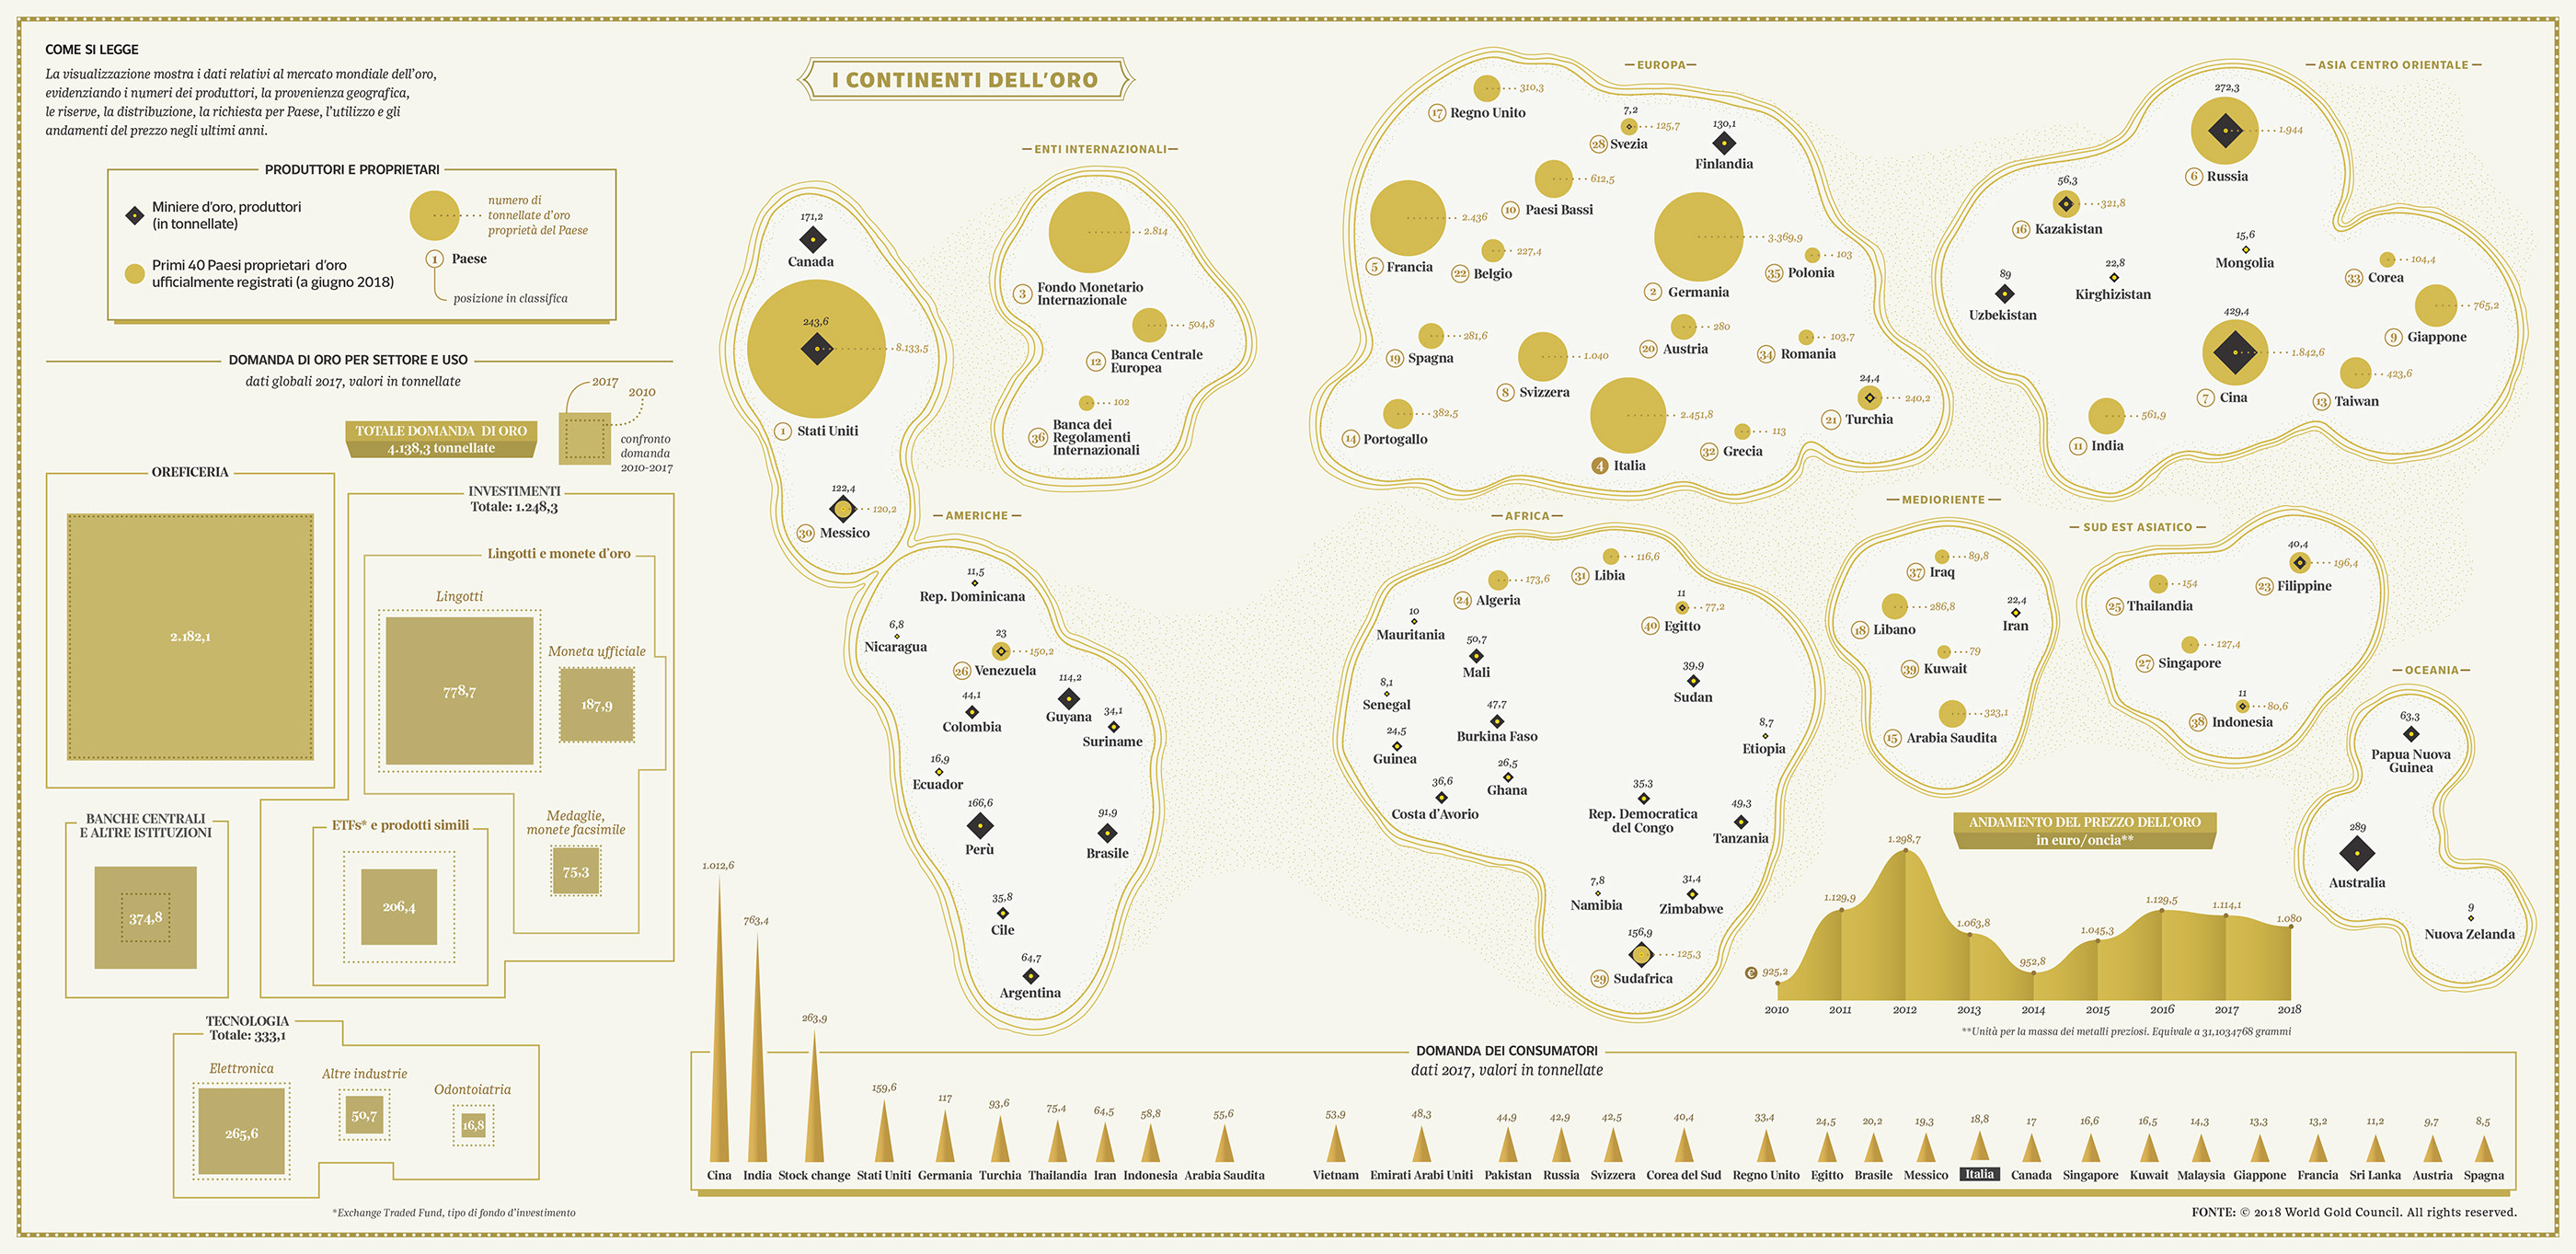 COME SI LEGGE
La visualizzazione mostra i dati relativi al mercato mondiale dell'oro,
evidenziando i numeri dei produttori, la provenienza geografica,
le riserve, la distribuzione, la richiesta per Paese, l'utilizzo e gli
andamenti del prezzo negli ultimi anni.
PRODUTTORI E PROPRIETARI
Miniere d'oro, produttori
(in tonnellate)
Primi 40 Paesi proprietari d'oro
ufficialmente registrati (a giugno 2018)
numero di
tonnellate d'oro
proprietà del Paese
1 Paese
posizione in classifica
DOMANDA DI ORO PER SETTORE E USO
dati globali 2017, valori in tonnellate
2017
2010
confronto
domanda
2010-2017
TOTALE DOMANDA DI ORO
4.138,3 tonnellate
OREFICERIA
2.182,1
INVESTIMENTI
Totale: 1.248,3
Lingotti e monete d'oro
Lingotti
778,7
Moneta ufficiale
187,9
Medaglie,
monete facsimile
75,3
ETFs* e prodotti simili
206,4
BANCHE CENTRALI
E ALTRE ISTITUZIONI
374,8
TECNOLOGIA
Totale: 333,1
Elettronica
265,6
Altre industrie
50,7
Odontoiatria
16,8
*Exchange Traded Fund, tipo di fondo d'investimento
I CONTINENTI DELL'ORO
ENTI INTERNAZIONALI
2.814
3 Fondo Monetario
Internazionale
504,8
12 Banca Centrale
Europea
102
36 Banca dei
Regolamenti
Internazionali
AMERICHE
171,2
Canada
243,6
8.133,5
1 Stati Uniti
122,4
120,2
30 Messico
11,5
Rep. Dominicana
6,8
Nicaragua
23
150,2
26 Venezuela
44,1
Colombia
114,2
Guyana
34,1
Suriname
16,9
Ecuador
166,6
Perù
91,9
Brasile
35,8
Cile
64,7
Argentina
EUROPA
310,3
17 Regno Unito
7,2
125,7
28 Svezia
130,1
Finlandia
612,5
10 Paesi Bassi
2.436
5 Francia
227,4
22 Belgio
3.369,9
2 Germania
103
35 Polonia
281,6
19 Spagna
1.040
8 Svizzera
280
20 Austria
103,7
34 Romania
382,5
14 Portogallo
2.451,8
4 Italia
113
32 Grecia
24,4
240,2
21 Turchia
ASIA CENTRO ORIENTALE
272,3
1.944
6 Russia
56,3
321,8
16 Kazakistan
15,6
Mongolia
22,8
Kirghizistan
89
Uzbekistan
104,4
33 Corea
765,2
9 Giappone
429,4
1.842,6
7 Cina
423,6
13 Taiwan
561,9
11 India
AFRICA
116,6
31 Libia
173,6
24 Algeria
11
77,2
40 Egitto
10
Mauritania
50,7
Mali
39,9
Sudan
8,1
Senegal
47,7
Burkina Faso
8,7
Etiopia
24,5
Guinea
26,5
Ghana
36,6
Costa d'Avorio
35,3
Rep. Democratica
del Congo
49,3
Tanzania
7,8
Namibia
31,4
Zimbabwe
156,9
125,3
29 Sudafrica
MEDIORIENTE
89,8
37 Iraq
286,8
18 Libano
22,4
Iran
79
39 Kuwait
323,1
15 Arabia Saudita
SUD EST ASIATICO
40,4
196,4
23 Filippine
154
25 Thailandia
127,4
27 Singapore
11
80,6
38 Indonesia
OCEANIA
63,3
Papua Nuova
Guinea
289
Australia
9
Nuova Zelanda
ANDAMENTO DEL PREZZO DELL'ORO
in euro/oncia**
€ 925,2
1.129,9
1.298,7
1.063,8
952,8
1.045,3
1.129,5
1.114,1
1.080
2010 2011 2012 2013 2014 2015 2016 2017 2018
**Unità per la massa dei metalli preziosi. Equivale a 31,1034768 grammi
DOMANDA DEI CONSUMATORI
dati 2017, valori in tonnellate
1.012,6 763,4 263,9 159,6 117 93,6 75,4 64,5 58,8 55,6 53,9 48,3 44,9 42,9 42,5 40,4 33,4 24,5 20,2 19,3 18,8 17 16,6 16,5 14,3 13,3 13,2 11,2 9,7 8,5
Cina India Stock change Stati Uniti Germania Turchia Thailandia Iran Indonesia Arabia Saudita Vietnam Emirati Arabi Uniti Pakistan Russia Svizzera Corea del Sud Regno Unito Egitto Brasile Messico Italia Canada Singapore Kuwait Malaysia Giappone Francia Sri Lanka Austria Spagna
FONTE: © 2018 World Gold Council. All rights reserved.